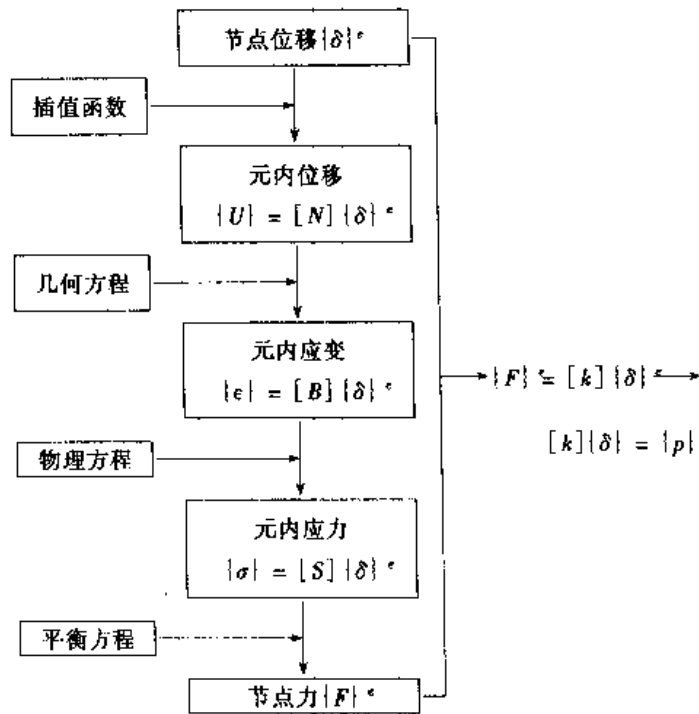 节点位移{δ}ᵉ
插值函数
元内位移
{U} = [N]{δ}ᵉ
几何方程
元内应变
{ε} = [B]{δ}ᵉ
{F}ᵉ = [k]{δ}ᵉ
[k]{δ} = {p}
物理方程
元内应力
{σ} = [S]{δ}ᵉ
平衡方程
节点力{F}ᵉ